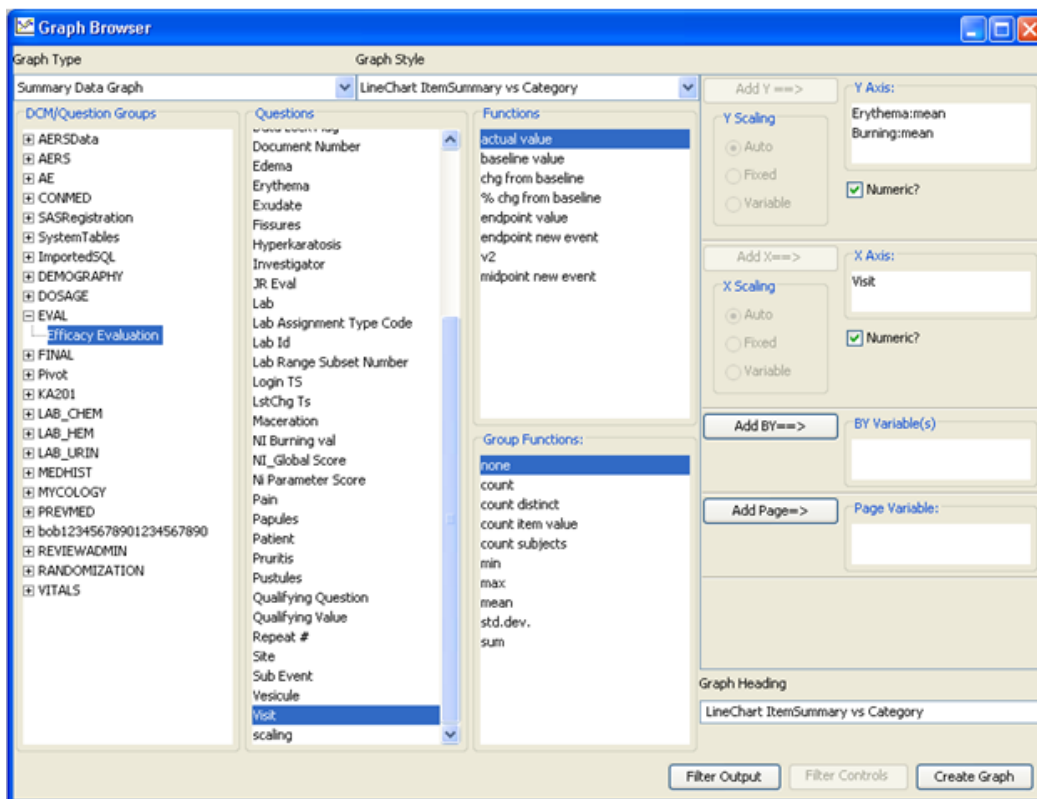 Graph Browser
Graph Type
Graph Style
Summary Data Graph
LineChart ItemSummary vs Category
DCM/Question Groups
AERSData
AERS
AE
CONMED
SASRegistration
SystemTables
ImportedSQL
DEMOGRAPHY
DOSAGE
EVAL
Efficacy Evaluation
FINAL
Pivot
KA201
LAB_CHEM
LAB_HEM
LAB_URIN
MEDHIST
MYCOLOGY
PREVMED
bob12345678901234567890
REVIEWADMIN
RANDOMIZATION
VITALS
Questions
Document Number
Edema
Erythema
Exudate
Fissures
Hyperkaratosis
Investigator
JR Eval
Lab
Lab Assignment Type Code
Lab Id
Lab Range Subset Number
Login TS
LstChg Ts
Maceration
NI Burning val
NI_Global Score
Ni Parameter Score
Pain
Papules
Patient
Pruritis
Pustules
Qualifying Question
Qualifying Value
Repeat #
Site
Sub Event
Vesicule
Visit
scaling
Functions
actual value
baseline value
chg from baseline
% chg from baseline
endpoint value
endpoint new event
v2
midpoint new event
Group Functions:
none
count
count distinct
count item value
count subjects
min
max
mean
std.dev.
sum
Add Y ==>
Y Scaling
Auto
Fixed
Variable
Y Axis:
Erythema:mean
Burning:mean
Numeric?
Add X==>
X Scaling
Auto
Fixed
Variable
X Axis:
Visit
Numeric?
Add BY==>
BY Variable(s)
Add Page=>
Page Variable:
Graph Heading
LineChart ItemSummary vs Category
Filter Output
Filter Controls
Create Graph